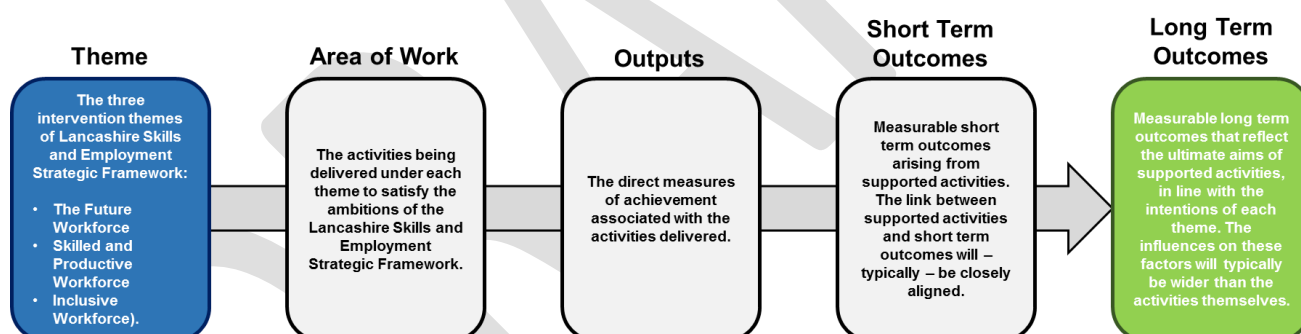 Theme
The three
intervention themes
of Lancashire Skills
and Employment
Strategic Framework:
• The Future
Workforce
• Skilled and
Productive
Workforce
• Inclusive
Workforce).
Area of Work
The activities being
delivered under each
theme to satisfy the
ambitions of the
Lancashire Skills and
Employment
Strategic Framework.
Outputs
The direct measures
of achievement
associated with the
activities delivered.
Short Term
Outcomes
Measurable short
term outcomes
arising from
supported activities.
The link between
supported activities
and short term
outcomes will –
typically – be closely
aligned.
Long Term
Outcomes
Measurable long term
outcomes that reflect
the ultimate aims of
supported activities,
in line with the
intentions of each
theme. The
influences on these
factors will typically
be wider than the
activities themselves.